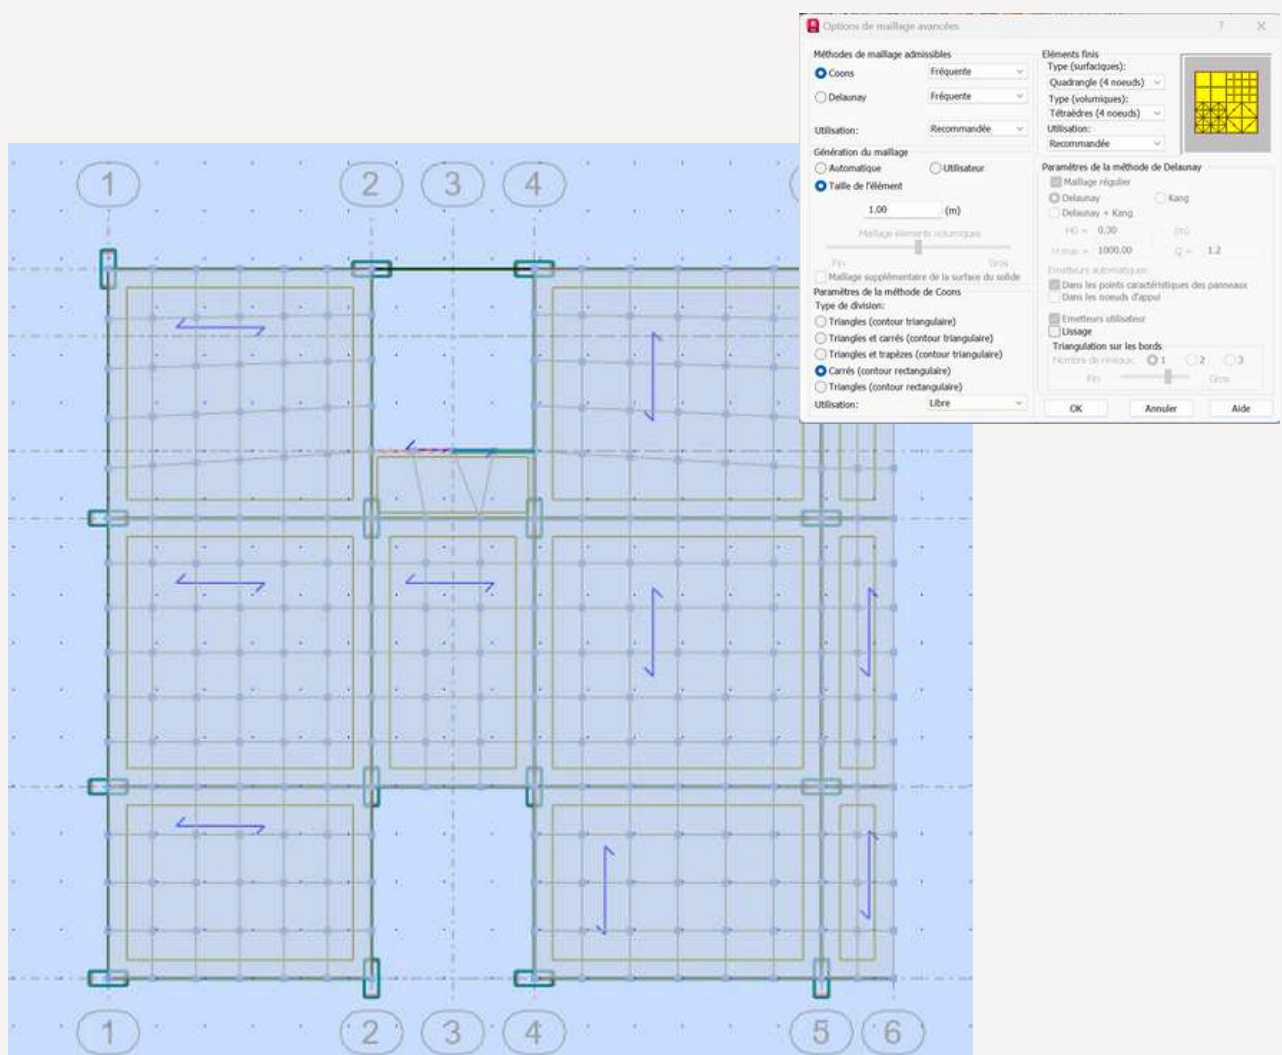 Options de maillage avancées
?
Méthodes de maillage admissibles
Coons
Fréquente
Delaunay
Fréquente
Utilisation:
Recommandée
Génération du maillage
Automatique
Utilisateur
Taille de l'élément
1.00
(m)
Maillage éléments volumiques
Fin
Gros
Maillage supplémentaire de la surface du solide
Paramètres de la méthode de Coons
Type de division:
Triangles (contour triangulaire)
Triangles et carrés (contour triangulaire)
Triangles et trapèzes (contour triangulaire)
Carrés (contour rectangulaire)
Triangles (contour rectangulaire)
Utilisation:
Libre
Eléments finis
Type (surfaciques):
Quadrangle (4 noeuds)
Type (volumiques):
Tétraèdres (4 noeuds)
Utilisation:
Recommandée
Paramètres de la méthode de Delaunay
Maillage régulier
Delaunay
Kang
Delaunay + Kang
H0 =
0.30
(m)
H max =
1000.00
Q =
1.2
Emetteurs automatiques:
Dans les points caractéristiques des panneaux
Dans les noeuds d'appui
Emetteurs utilisateur
Lissage
Triangulation sur les bords
Nombre de niveaux:
1
2
3
Fin
Gros
OK
Annuler
Aide
1
2
3
4
1
2
3
4
5
6